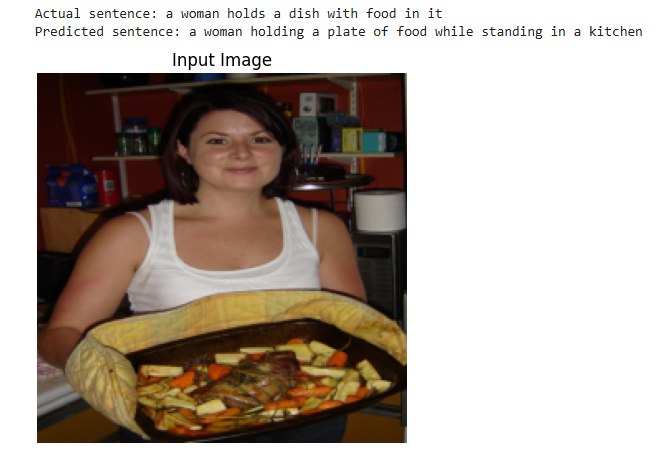 Actual sentence: a woman holds a dish with food in it
Predicted sentence: a woman holding a plate of food while standing in a kitchen
Input Image